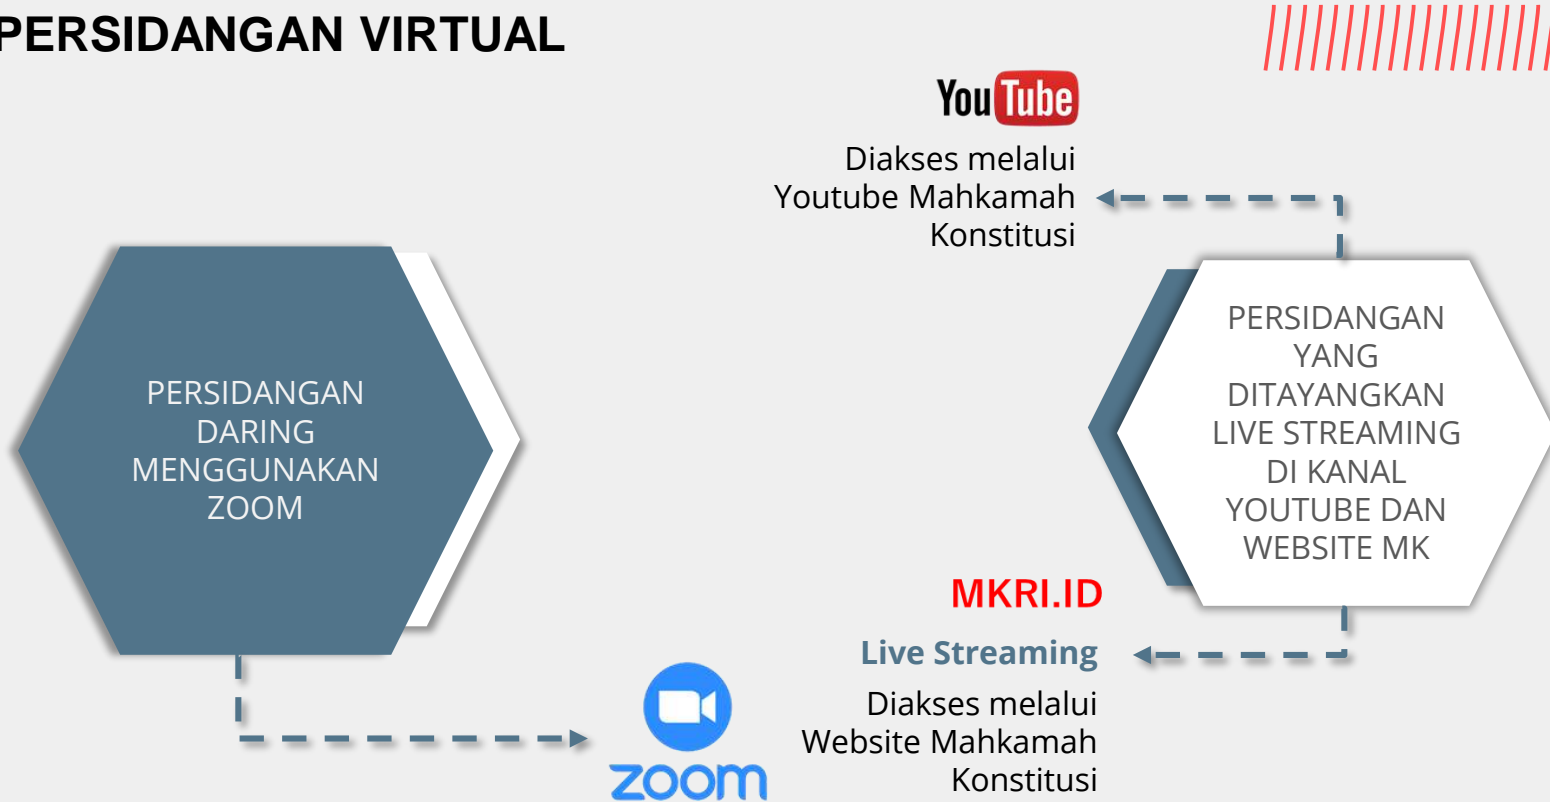 PERSIDANGAN VIRTUAL
YouTube
Diakses melalui
Youtube Mahkamah
Konstitusi
PERSIDANGAN
DARING
MENGGUNAKAN
ZOOM
PERSIDANGAN
YANG
DITAYANGKAN
LIVE STREAMING
DI KANAL
YOUTUBE DAN
WEBSITE MK
MKRI.ID
Live Streaming
Diakses melalui
Website Mahkamah
Konstitusi
zoom